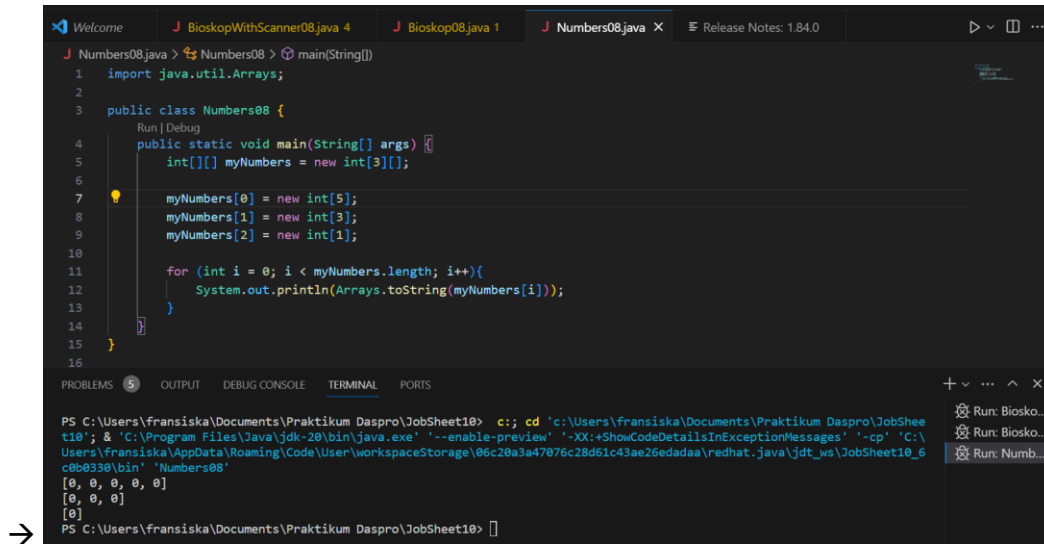 Welcome J BioskopWithScanner08.java 4 J Bioskop08.java 1 J Numbers08.java X Release Notes: 1.84.0
J Numbers08.java > Numbers08 > main(String[])
1 import java.util.Arrays;
2
3 public class Numbers08 {
Run | Debug
4 public static void main(String[] args) {
5 int[][] myNumbers = new int[3][];
6
7 myNumbers[0] = new int[5];
8 myNumbers[1] = new int[3];
9 myNumbers[2] = new int[1];
10
11 for (int i = 0; i < myNumbers.length; i++){
12 System.out.println(Arrays.toString(myNumbers[i]));
13 }
14 }
15 }
16
PROBLEMS 5 OUTPUT DEBUG CONSOLE TERMINAL PORTS
PS C:\Users\fransiska\Documents\Praktikum Daspro\JobSheet10> c:; cd 'c:\Users\fransiska\Documents\Praktikum Daspro\JobShee
t10'; & 'C:\Program Files\Java\jdk-20\bin\java.exe' '--enable-preview' '-XX:+ShowCodeDetailsInExceptionMessages' '-cp' 'C:\
Users\fransiska\AppData\Roaming\Code\User\workspaceStorage\06c20a3a47076c28d61c43ae26edadaa\redhat.java\jdt_ws\JobSheet10_6
c0b0330\bin' 'Numbers08'
[0, 0, 0, 0, 0]
[0, 0, 0]
[0]
PS C:\Users\fransiska\Documents\Praktikum Daspro\JobSheet10>
Run: Biosko...
Run: Biosko...
Run: Numb...